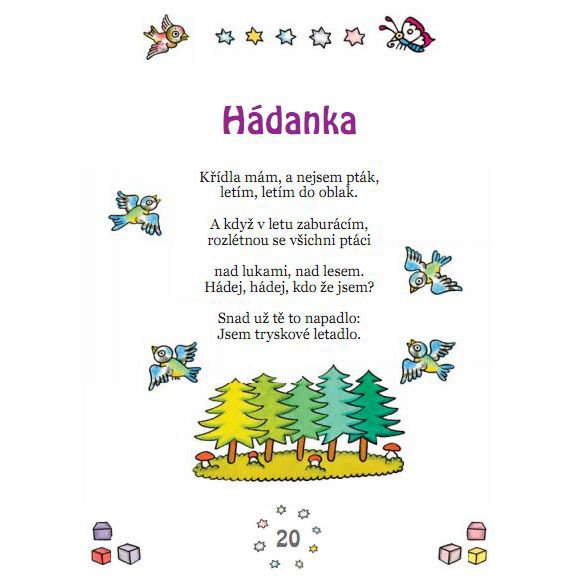 Hádanka
Křídla mám, a nejsem pták,
letím, letím do oblak.
A když v letu zaburácím,
rozlétnou se všichni ptáci
nad lukami, nad lesem.
Hádej, hádej, kdo že jsem?
Snad už tě to napadlo:
Jsem tryskové letadlo.
20